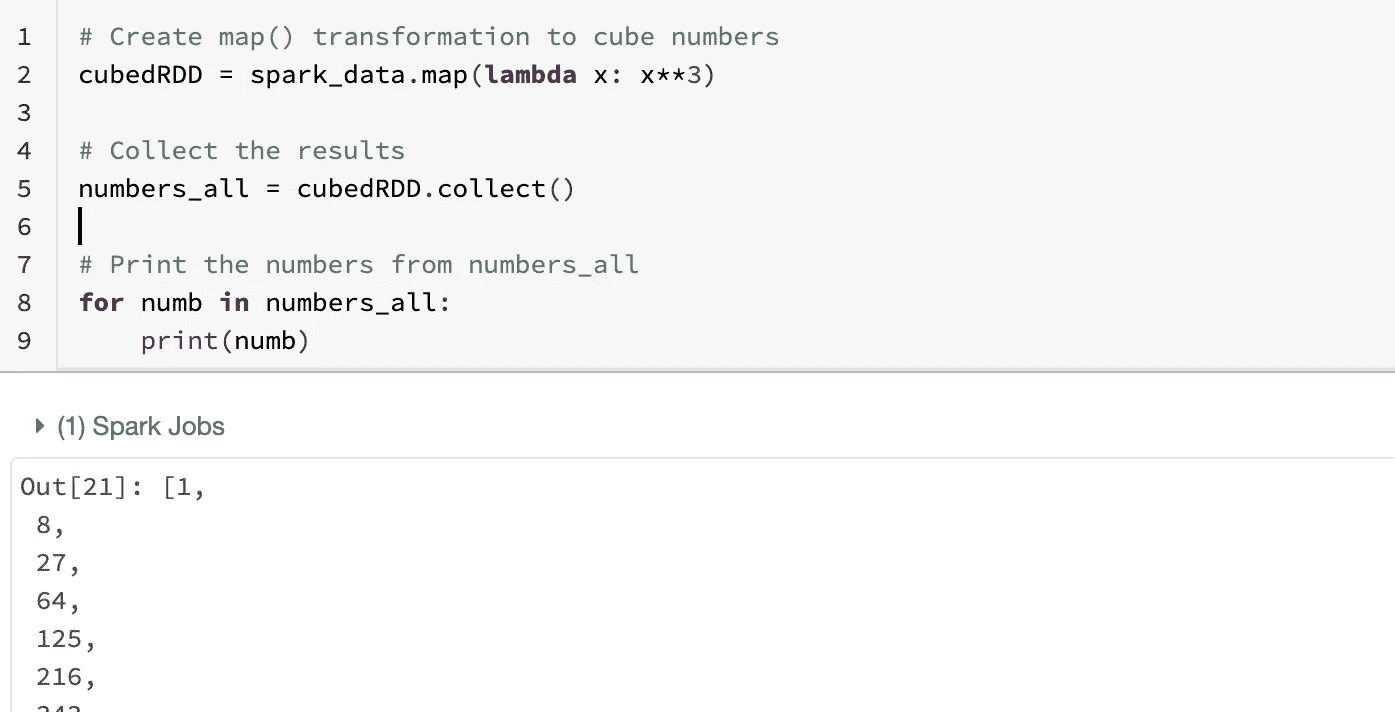 1 # Create map() transformation to cube numbers
2 cubedRDD = spark_data.map(lambda x: x**3)
3
4 # Collect the results
5 numbers_all = cubedRDD.collect()
6
7 # Print the numbers from numbers_all
8 for numb in numbers_all:
9     print(numb)
(1) Spark Jobs
Out[21]: [1,
8,
27,
64,
125,
216,